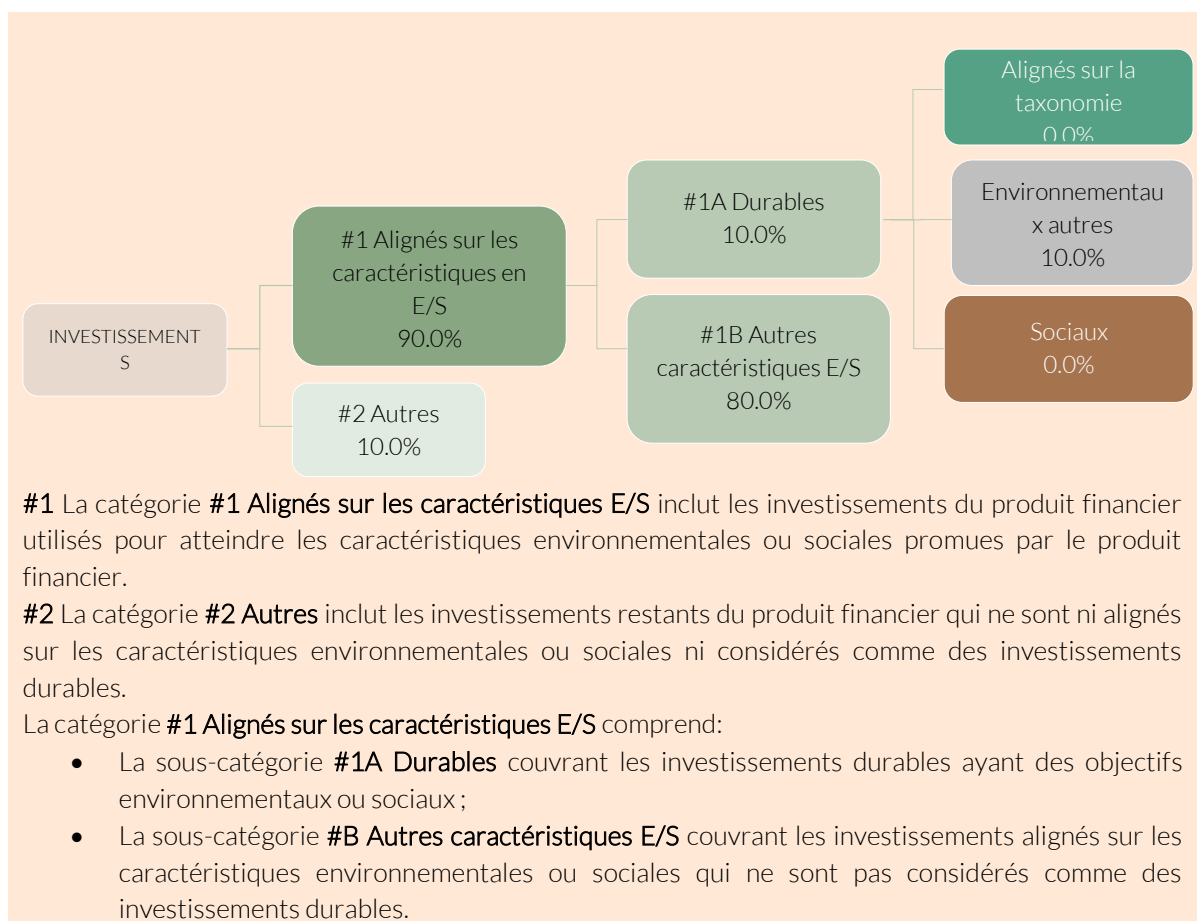 INVESTISSEMENT
S
#1 Alignés sur les
caractéristiques en
E/S
90.0%
#2 Autres
10.0%
#1A Durables
10.0%
#1B Autres
caractéristiques E/S
80.0%
Alignés sur la
taxonomie
0.0%
Environnementau
x autres
10.0%
Sociaux
0.0%
#1 La catégorie #1 Alignés sur les caractéristiques E/S inclut les investissements du produit financier
utilisés pour atteindre les caractéristiques environnementales ou sociales promues par le produit
financier.
#2 La catégorie #2 Autres inclut les investissements restants du produit financier qui ne sont ni alignés
sur les caractéristiques environnementales ou sociales ni considérés comme des investissements
durables.
La catégorie #1 Alignés sur les caractéristiques E/S comprend:
• La sous-catégorie #1A Durables couvrant les investissements durables ayant des objectifs
environnementaux ou sociaux ;
• La sous-catégorie #B Autres caractéristiques E/S couvrant les investissements alignés sur les
caractéristiques environnementales ou sociales qui ne sont pas considérés comme des
investissements durables.